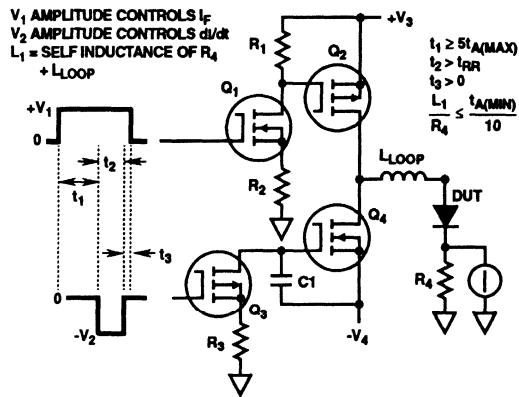 V1 AMPLITUDE CONTROLS IF
V2 AMPLITUDE CONTROLS di/dt
L1 = SELF INDUCTANCE OF R4
+ LLOOP
+V3
t1 ≥ 5tA(MAX)
t2 > tRR
t3 > 0
L1/R4 ≤ tA(MIN)/10
R1
Q2
Q1
+V1
0
t2
t1
t3
R2
LLOOP
DUT
Q4
0
-V2
C1
R4
Q3
R3
-V4